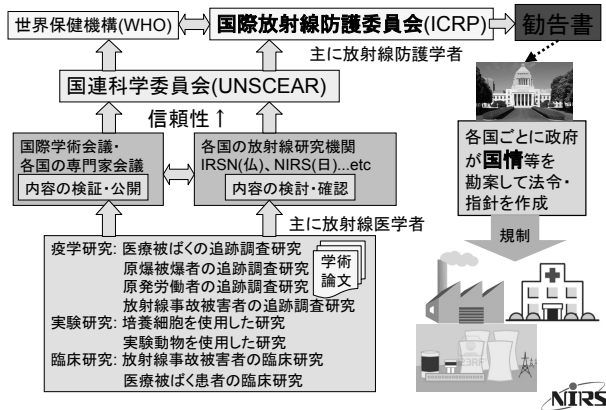 世界保健機構(WHO)
国際放射線防護委員会(ICRP)
勧告書
主に放射線防護学者
国連科学委員会(UNSCEAR)
信頼性↑
国際学術会議・
各国の専門家会議
内容の検証・公開
各国の放射線研究機関
IRSN(仏)、NIRS(日)...etc
内容の検討・確認
主に放射線医学者
疫学研究: 医療被ばくの追跡調査研究
原爆被爆者の追跡調査研究
原発労働者の追跡調査研究
放射線事故被害者の追跡調査研究
実験研究: 培養細胞を使用した研究
実験動物を使用した研究
臨床研究: 放射線事故被害者の臨床研究
医療被ばく患者の臨床研究
学術
論文
各国ごとに政府
が国情等を
勘案して法令・
指針を作成
規制
NIRS